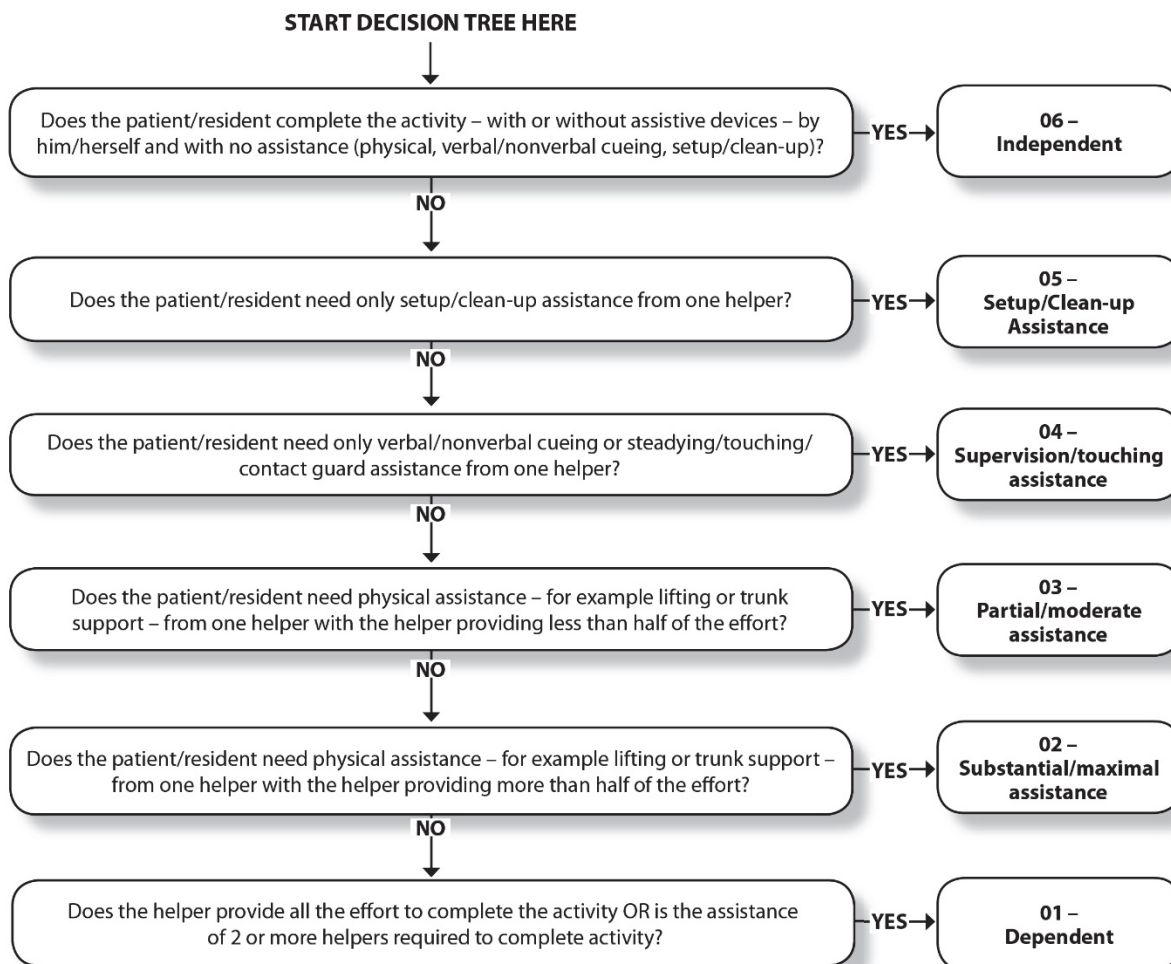 START DECISION TREE HERE
Does the patient/resident complete the activity – with or without assistive devices – by
him/herself and with no assistance (physical, verbal/nonverbal cueing, setup/clean-up)?
YES
06 –
Independent
NO
Does the patient/resident need only setup/clean-up assistance from one helper?
YES
05 –
Setup/Clean-up
Assistance
NO
Does the patient/resident need only verbal/nonverbal cueing or steadying/touching/
contact guard assistance from one helper?
YES
04 –
Supervision/touching
assistance
NO
Does the patient/resident need physical assistance – for example lifting or trunk
support – from one helper with the helper providing less than half of the effort?
YES
03 –
Partial/moderate
assistance
NO
Does the patient/resident need physical assistance – for example lifting or trunk support –
from one helper with the helper providing more than half of the effort?
YES
02 –
Substantial/maximal
assistance
NO
Does the helper provide all the effort to complete the activity OR is the assistance
of 2 or more helpers required to complete activity?
YES
01 –
Dependent